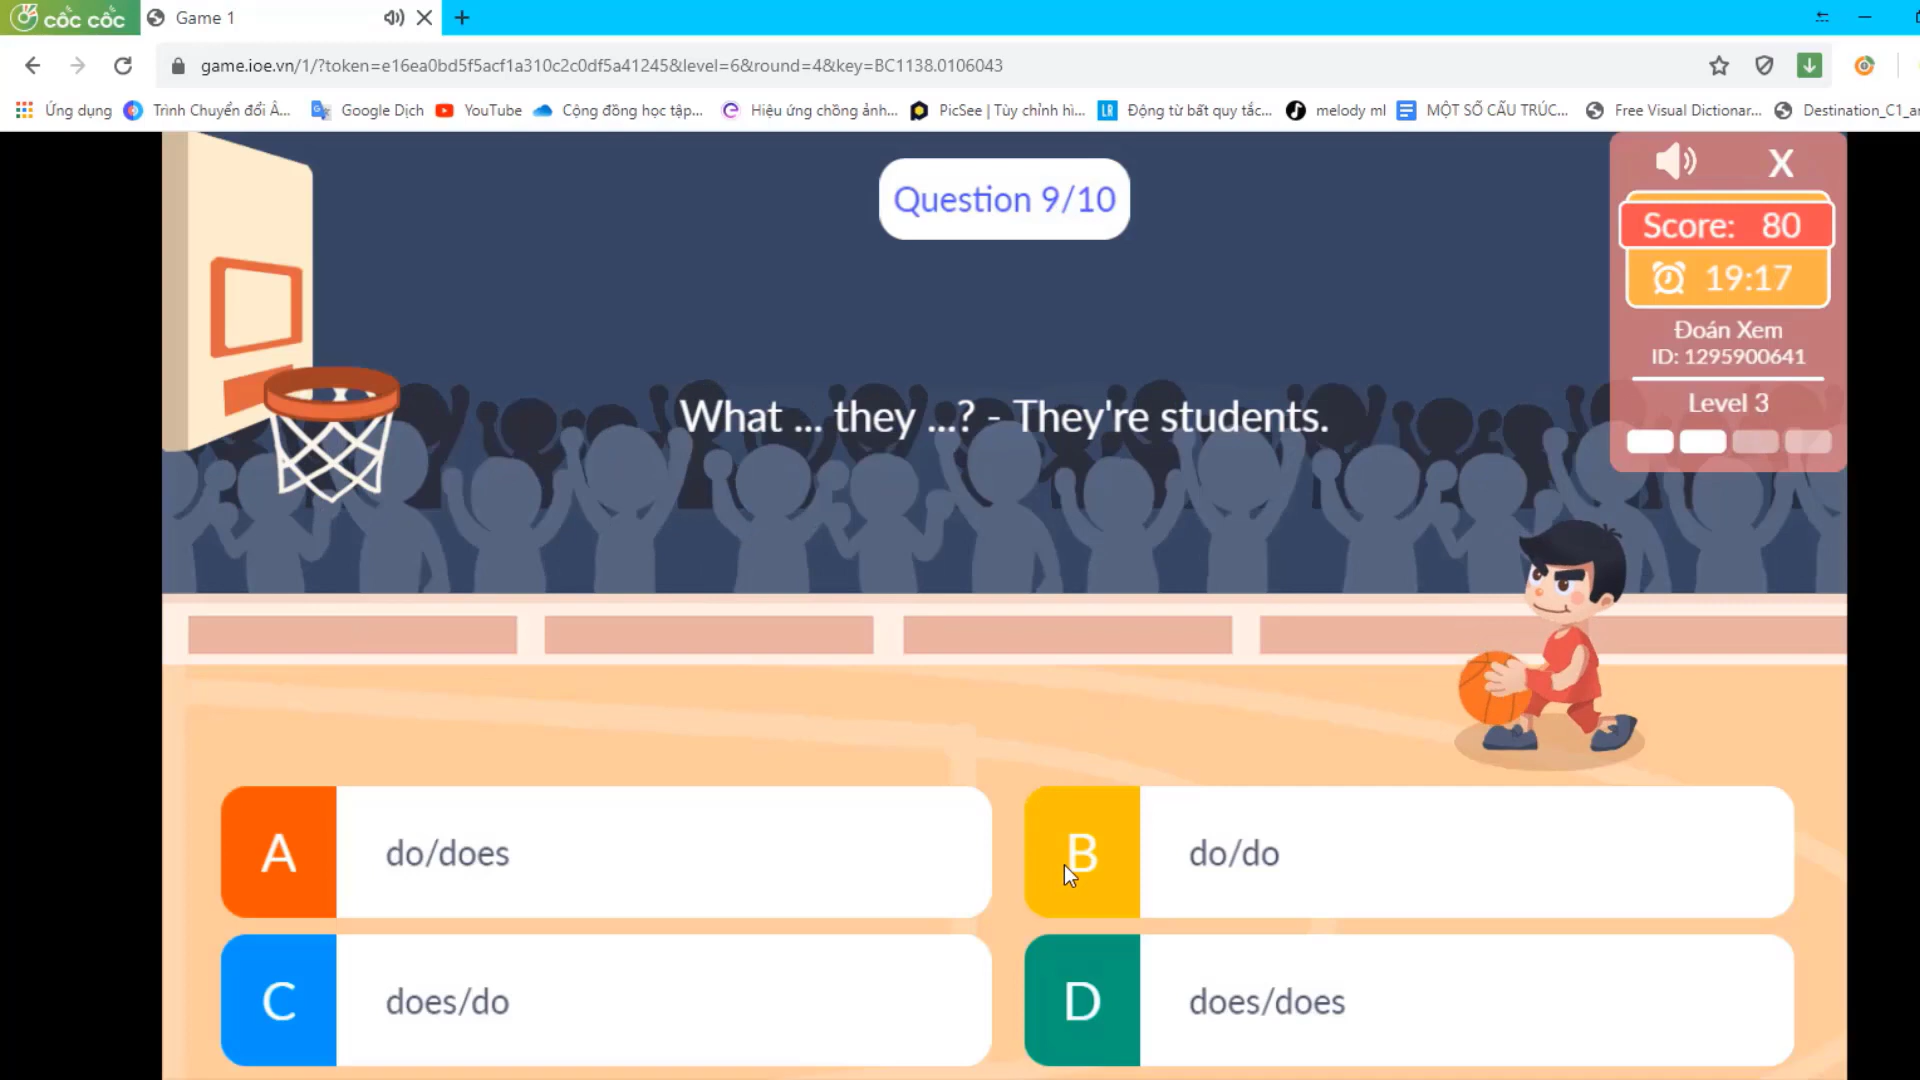 cốc cốc
Game 1
game.ioe.vn/1/?token=e16ea0bd5f5acf1a310c2c0df5a41245&level=6&round=4&key=BC1138.0106043
Ứng dụng
Trình Chuyển đổi Â...
Google Dịch
YouTube
Cộng đồng học tập...
Hiệu ứng chồng ảnh...
PicSee | Tùy chỉnh hì...
LR
Động từ bất quy tắc...
melody ml
MỘT SỐ CẤU TRÚC...
Free Visual Dictionar...
Destination_C1_a
Question 9/10
X
Score: 80
19:17
Đoán Xem
ID: 1295900641
Level 3
What ... they ...? - They're students.
A
do/does
B
do/do
C
does/do
D
does/does